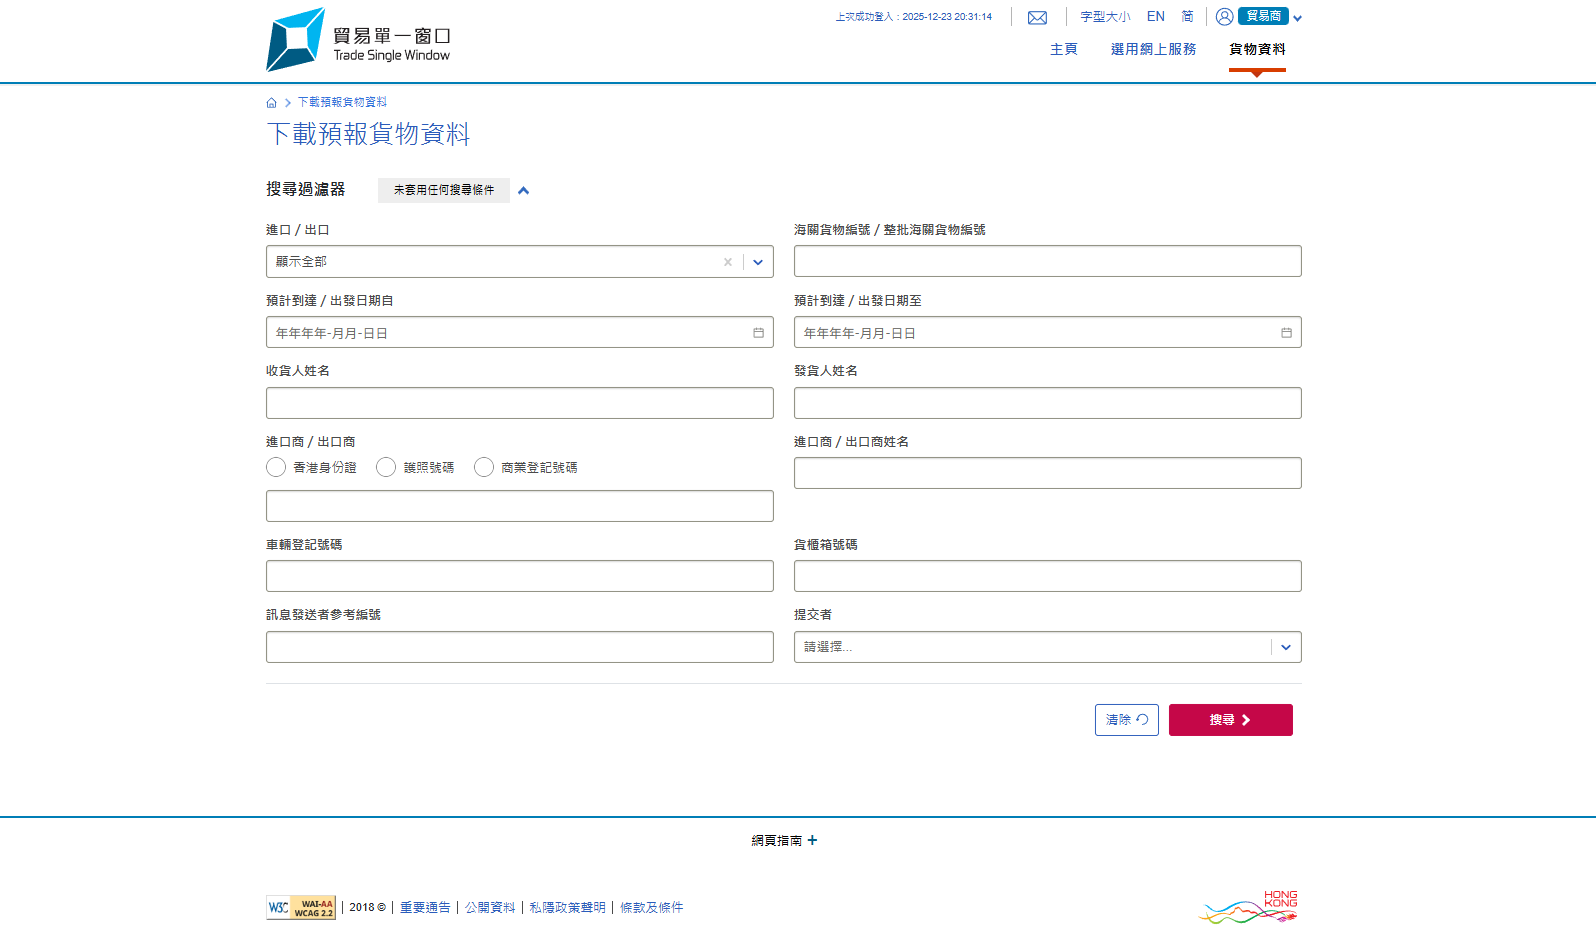 貿易單一窗口
Trade Single Window
上次成功登入 : 2025-12-23 20:31:14
字型大小 EN 简 貿易商
主頁 選用網上服務 貨物資料
下載預報貨物資料
下載預報貨物資料
搜尋過濾器 未套用任何搜尋條件
進口 / 出口 海關貨物編號 / 整批海關貨物編號
顯示全部
預計到達 / 出發日期自 預計到達 / 出發日期至
年年年年-月月-日日 年年年年-月月-日日
收貨人姓名 發貨人姓名
進口商 / 出口商 進口商 / 出口商姓名
香港身份證 護照號碼 商業登記號碼
車輛登記號碼 貨櫃箱號碼
訊息發送者參考編號 提交者
請選擇...
清除 搜尋
網頁指南 +
W3C WAI-AA WCAG 2.2 | 2018 © | 重要通告 | 公開資料 | 私隱政策聲明 | 條款及條件
HONG KONG